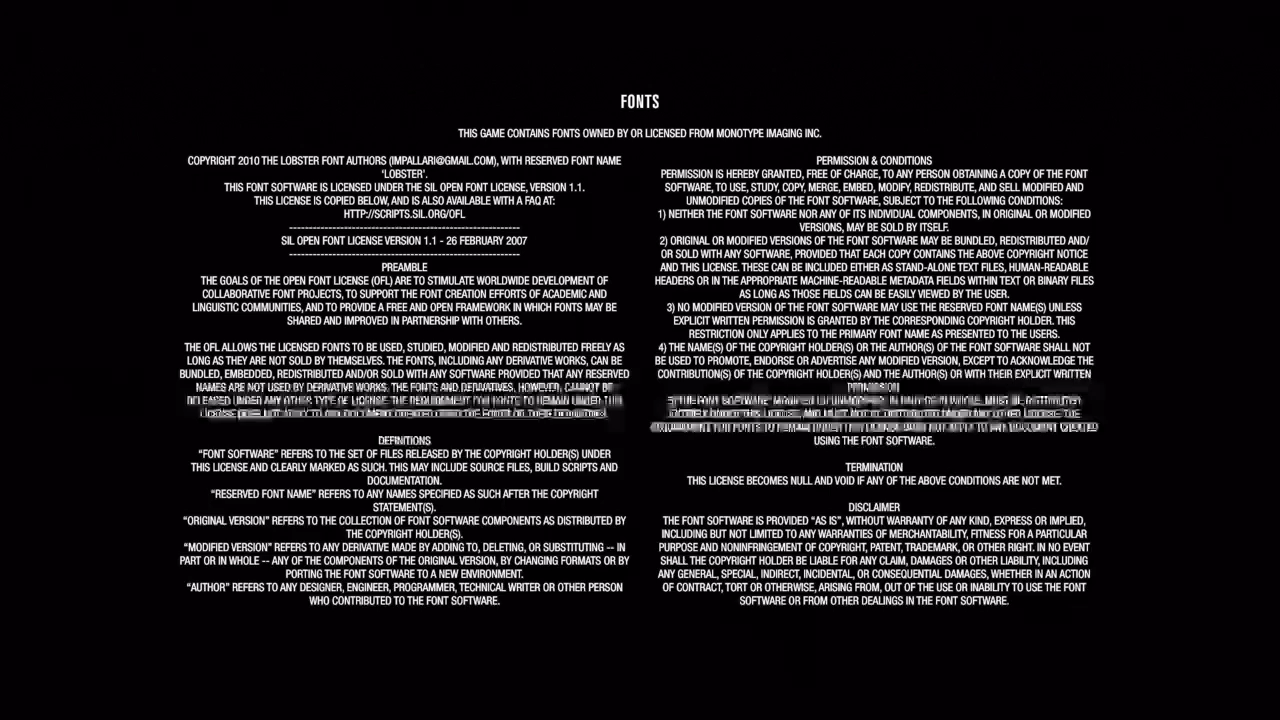 FONTS
THIS GAME CONTAINS FONTS OWNED BY OR LICENSED FROM MONOTYPE IMAGING INC.
COPYRIGHT 2010 THE LOBSTER FONT AUTHORS (IMPALLARI@GMAIL.COM), WITH RESERVED FONT NAME
'LOBSTER'.
THIS FONT SOFTWARE IS LICENSED UNDER THE SIL OPEN FONT LICENSE, VERSION 1.1.
THIS LICENSE IS COPIED BELOW, AND IS ALSO AVAILABLE WITH A FAQ AT:
HTTP://SCRIPTS.SIL.ORG/OFL
-----------------------------------------------------------
SIL OPEN FONT LICENSE VERSION 1.1 - 26 FEBRUARY 2007
-----------------------------------------------------------
PREAMBLE
THE GOALS OF THE OPEN FONT LICENSE (OFL) ARE TO STIMULATE WORLDWIDE DEVELOPMENT OF
COLLABORATIVE FONT PROJECTS, TO SUPPORT THE FONT CREATION EFFORTS OF ACADEMIC AND
LINGUISTIC COMMUNITIES, AND TO PROVIDE A FREE AND OPEN FRAMEWORK IN WHICH FONTS MAY BE
SHARED AND IMPROVED IN PARTNERSHIP WITH OTHERS.
THE OFL ALLOWS THE LICENSED FONTS TO BE USED, STUDIED, MODIFIED AND REDISTRIBUTED FREELY AS
LONG AS THEY ARE NOT SOLD BY THEMSELVES. THE FONTS, INCLUDING ANY DERIVATIVE WORKS, CAN BE
BUNDLED, EMBEDDED, REDISTRIBUTED AND/OR SOLD WITH ANY SOFTWARE PROVIDED THAT ANY RESERVED
NAMES ARE NOT USED BY DERIVATIVE WORKS. THE FONTS AND DERIVATIVES, HOWEVER, CANNOT BE
RELEASED UNDER ANY OTHER TYPE OF LICENSE. THE REQUIREMENT FOR FONTS TO REMAIN UNDER THIS
DEFINITIONS
“FONT SOFTWARE” REFERS TO THE SET OF FILES RELEASED BY THE COPYRIGHT HOLDER(S) UNDER
THIS LICENSE AND CLEARLY MARKED AS SUCH. THIS MAY INCLUDE SOURCE FILES, BUILD SCRIPTS AND
DOCUMENTATION.
“RESERVED FONT NAME” REFERS TO ANY NAMES SPECIFIED AS SUCH AFTER THE COPYRIGHT
STATEMENT(S).
“ORIGINAL VERSION” REFERS TO THE COLLECTION OF FONT SOFTWARE COMPONENTS AS DISTRIBUTED BY
THE COPYRIGHT HOLDER(S).
“MODIFIED VERSION” REFERS TO ANY DERIVATIVE MADE BY ADDING TO, DELETING, OR SUBSTITUTING -- IN
PART OR IN WHOLE -- ANY OF THE COMPONENTS OF THE ORIGINAL VERSION, BY CHANGING FORMATS OR BY
PORTING THE FONT SOFTWARE TO A NEW ENVIRONMENT.
“AUTHOR” REFERS TO ANY DESIGNER, ENGINEER, PROGRAMMER, TECHNICAL WRITER OR OTHER PERSON
WHO CONTRIBUTED TO THE FONT SOFTWARE.
PERMISSION & CONDITIONS
PERMISSION IS HEREBY GRANTED, FREE OF CHARGE, TO ANY PERSON OBTAINING A COPY OF THE FONT
SOFTWARE, TO USE, STUDY, COPY, MERGE, EMBED, MODIFY, REDISTRIBUTE, AND SELL MODIFIED AND
UNMODIFIED COPIES OF THE FONT SOFTWARE, SUBJECT TO THE FOLLOWING CONDITIONS:
1) NEITHER THE FONT SOFTWARE NOR ANY OF ITS INDIVIDUAL COMPONENTS, IN ORIGINAL OR MODIFIED
VERSIONS, MAY BE SOLD BY ITSELF.
2) ORIGINAL OR MODIFIED VERSIONS OF THE FONT SOFTWARE MAY BE BUNDLED, REDISTRIBUTED AND/
OR SOLD WITH ANY SOFTWARE, PROVIDED THAT EACH COPY CONTAINS THE ABOVE COPYRIGHT NOTICE
AND THIS LICENSE. THESE CAN BE INCLUDED EITHER AS STAND-ALONE TEXT FILES, HUMAN-READABLE
HEADERS OR IN THE APPROPRIATE MACHINE-READABLE METADATA FIELDS WITHIN TEXT OR BINARY FILES
AS LONG AS THOSE FIELDS CAN BE EASILY VIEWED BY THE USER.
3) NO MODIFIED VERSION OF THE FONT SOFTWARE MAY USE THE RESERVED FONT NAME(S) UNLESS
EXPLICIT WRITTEN PERMISSION IS GRANTED BY THE CORRESPONDING COPYRIGHT HOLDER. THIS
RESTRICTION ONLY APPLIES TO THE PRIMARY FONT NAME AS PRESENTED TO THE USERS.
4) THE NAME(S) OF THE COPYRIGHT HOLDER(S) OR THE AUTHOR(S) OF THE FONT SOFTWARE SHALL NOT
BE USED TO PROMOTE, ENDORSE OR ADVERTISE ANY MODIFIED VERSION, EXCEPT TO ACKNOWLEDGE THE
CONTRIBUTION(S) OF THE COPYRIGHT HOLDER(S) AND THE AUTHOR(S) OR WITH THEIR EXPLICIT WRITTEN
PERMISSION
USING THE FONT SOFTWARE.
TERMINATION
THIS LICENSE BECOMES NULL AND VOID IF ANY OF THE ABOVE CONDITIONS ARE NOT MET.
DISCLAIMER
THE FONT SOFTWARE IS PROVIDED “AS IS”, WITHOUT WARRANTY OF ANY KIND, EXPRESS OR IMPLIED,
INCLUDING BUT NOT LIMITED TO ANY WARRANTIES OF MERCHANTABILITY, FITNESS FOR A PARTICULAR
PURPOSE AND NONINFRINGEMENT OF COPYRIGHT, PATENT, TRADEMARK, OR OTHER RIGHT. IN NO EVENT
SHALL THE COPYRIGHT HOLDER BE LIABLE FOR ANY CLAIM, DAMAGES OR OTHER LIABILITY, INCLUDING
ANY GENERAL, SPECIAL, INDIRECT, INCIDENTAL, OR CONSEQUENTIAL DAMAGES, WHETHER IN AN ACTION
OF CONTRACT, TORT OR OTHERWISE, ARISING FROM, OUT OF THE USE OR INABILITY TO USE THE FONT
SOFTWARE OR FROM OTHER DEALINGS IN THE FONT SOFTWARE.